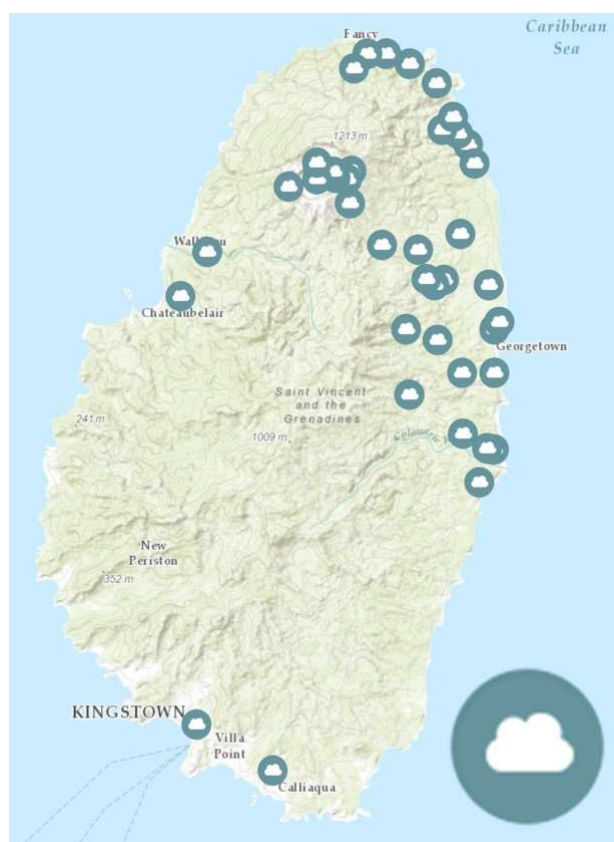 Caribbean
Sea
Fancy
1213 m
Chateaubelair
Georgetown
Saint Vincent
and the
Grenadines
241 m
1009 m
New
Periston
352 m
KINGSTOWN
Villa
Point
Calliaqua